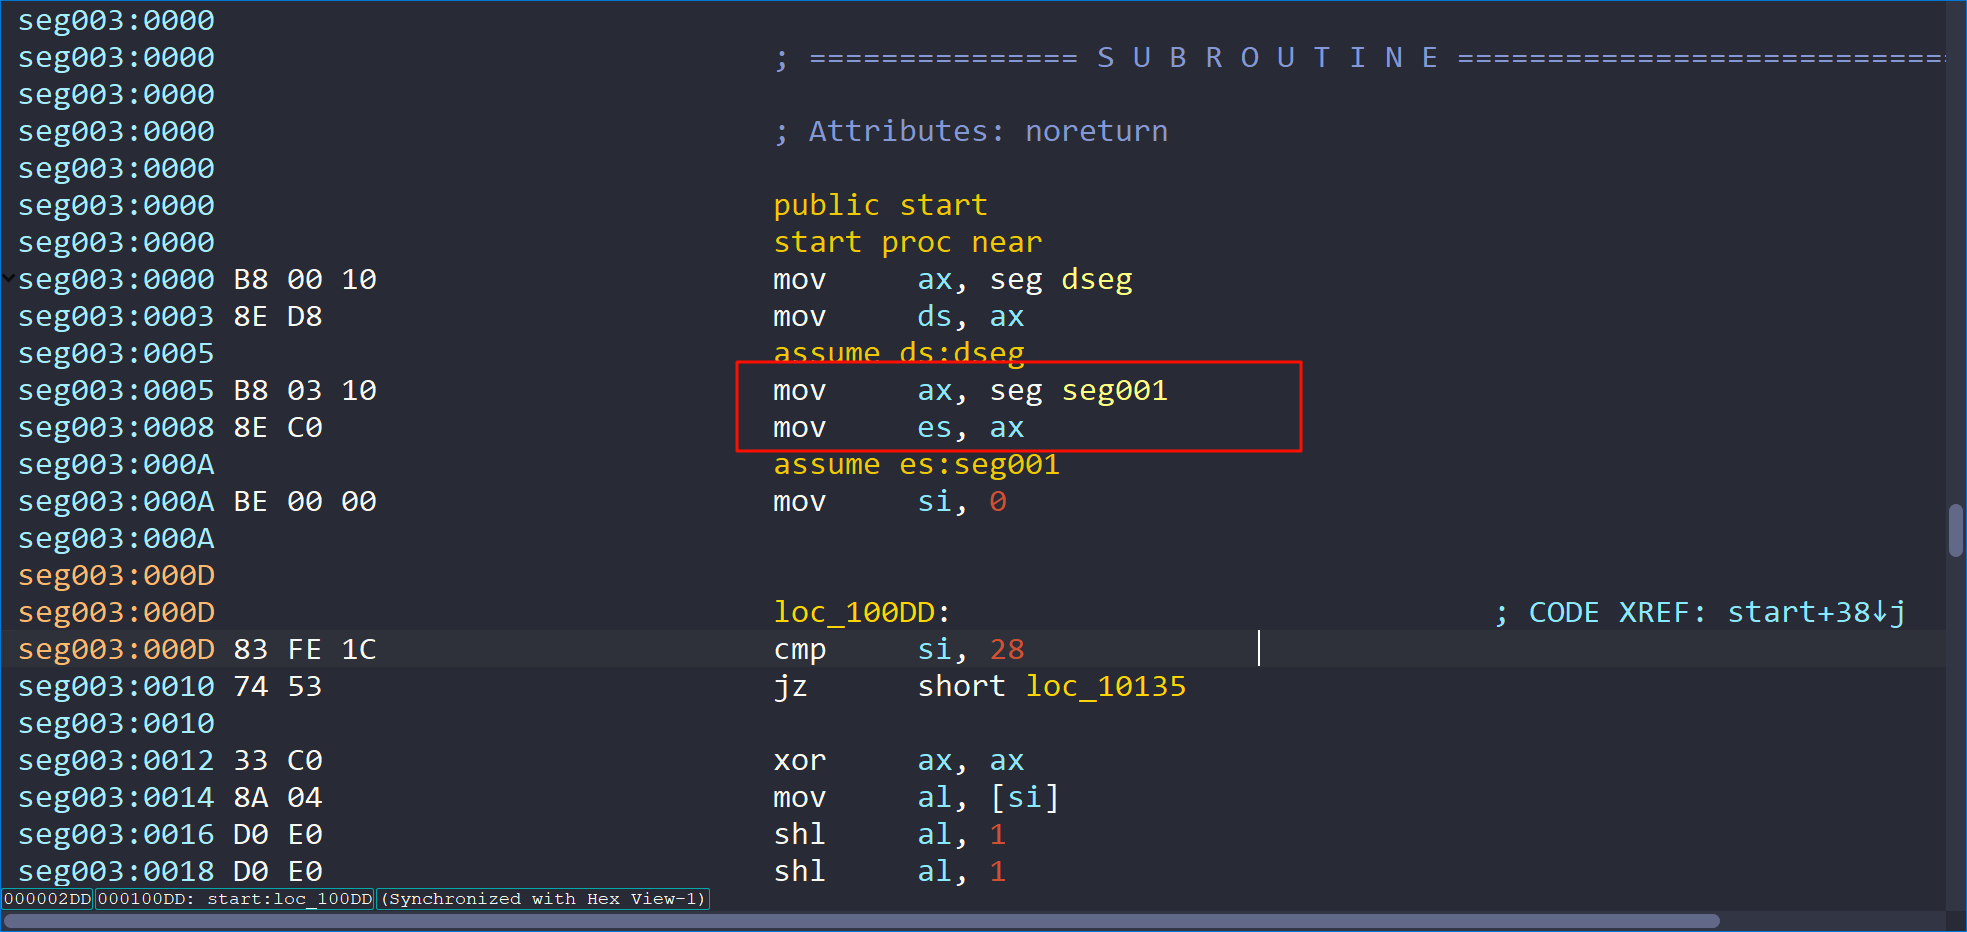 seg003:0000
seg003:0000 ; =============== S U B R O U T I N E ===========================
seg003:0000
seg003:0000 ; Attributes: noreturn
seg003:0000
seg003:0000 public start
seg003:0000 start proc near
seg003:0000 B8 00 10 mov ax, seg dseg
seg003:0003 8E D8 mov ds, ax
seg003:0005 assume ds:dseg
seg003:0005 B8 03 10 mov ax, seg seg001
seg003:0008 8E C0 mov es, ax
seg003:000A assume es:seg001
seg003:000A BE 00 00 mov si, 0
seg003:000A
seg003:000D
seg003:000D loc_100DD: ; CODE XREF: start+38↓j
seg003:000D 83 FE 1C cmp si, 28
seg003:0010 74 53 jz short loc_10135
seg003:0010
seg003:0012 33 C0 xor ax, ax
seg003:0014 8A 04 mov al, [si]
seg003:0016 D0 E0 shl al, 1
seg003:0018 D0 E0 shl al, 1
000002DD 000100DD: start:loc_100DD (Synchronized with Hex View-1)